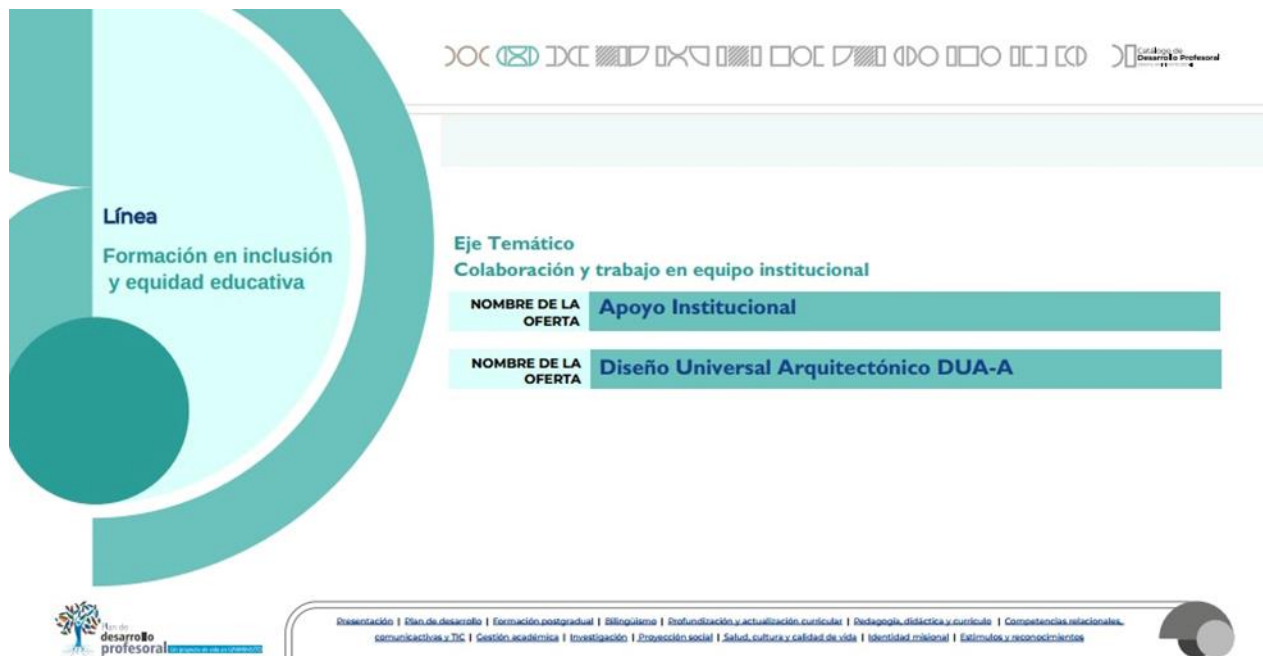 Catálogo de
Desarrollo Profesoral
Línea
Formación en inclusión
y equidad educativa
Eje Temático
Colaboración y trabajo en equipo institucional
NOMBRE DE LA
OFERTA
Apoyo Institucional
NOMBRE DE LA
OFERTA
Diseño Universal Arquitectónico DUA-A
Plan de
desarrollo
profesoral
Presentación | Plan de desarrollo | Formación postgradual | Bilingüismo | Profundización y actualización curricular | Pedagogía, didáctica y currículo | Competencias relacionales,
comunicactivas y TIC | Gestión académica | Investigación | Proyección social | Salud, cultura y calidad de vida | Identidad misional | Estímulos y reconocimientos